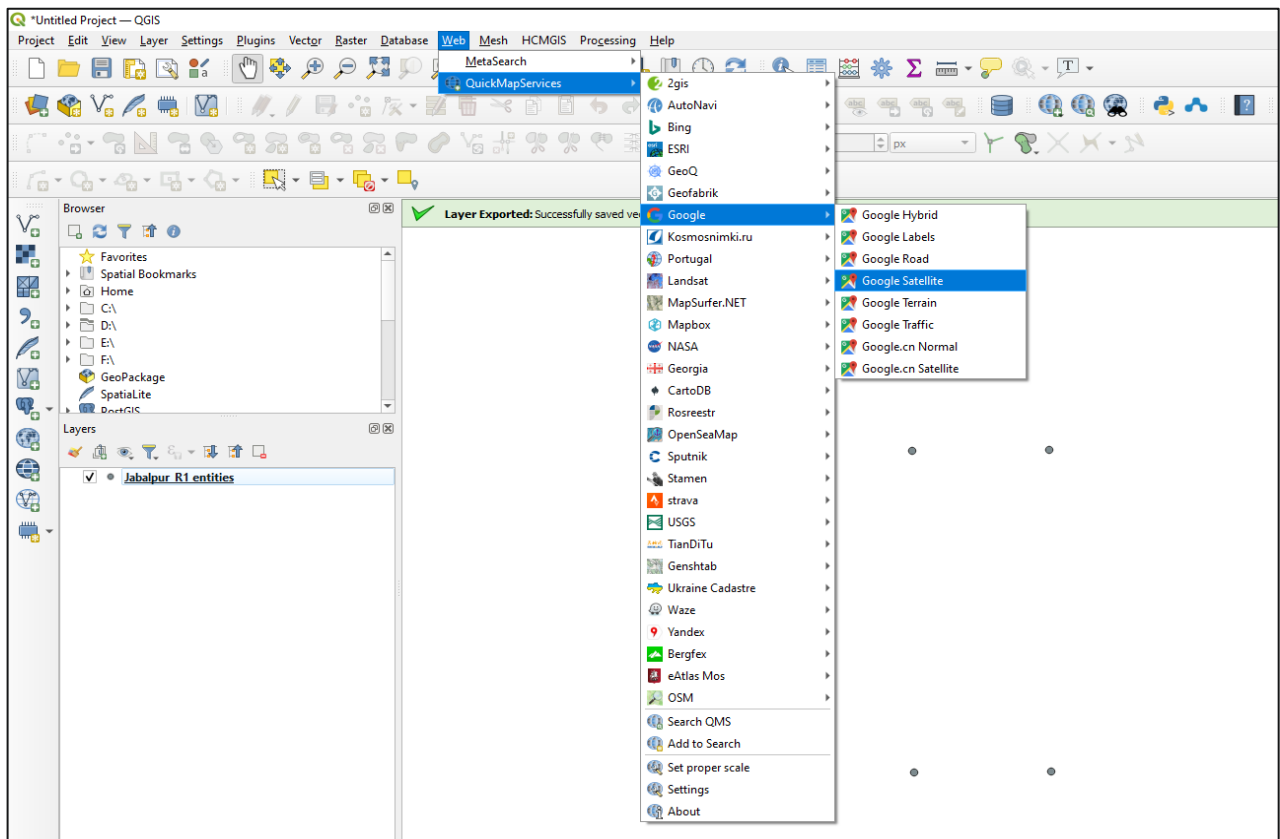 *Untitled Project — QGIS
Project Edit View Layer Settings Plugins Vector Raster Database Web Mesh HCMGIS Processing Help
MetaSearch
QuickMapServices
2gis
AutoNavi
Bing
ESRI
GeoQ
Geofabrik
Google
Kosmosnimki.ru
Portugal
Landsat
MapSurfer.NET
Mapbox
NASA
Georgia
CartoDB
Rosreestr
OpenSeaMap
Sputnik
Stamen
strava
USGS
TianDiTu
Genshtab
Ukraine Cadastre
Waze
Yandex
Bergfex
eAtlas Mos
OSM
Search QMS
Add to Search
Set proper scale
Settings
About
Google Hybrid
Google Labels
Google Road
Google Satellite
Google Terrain
Google Traffic
Google.cn Normal
Google.cn Satellite
px
Browser
Layer Exported: Successfully saved ve
Favorites
Spatial Bookmarks
Home
C:\
D:\
E:\
F:\
GeoPackage
SpatiaLite
PostGIS
Layers
Jabalpur_R1 entities